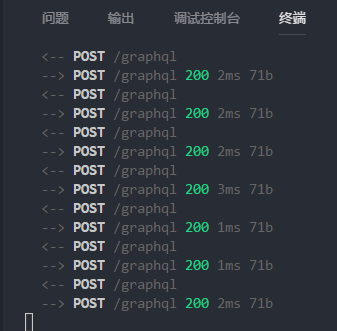 问题 输出 调试控制台 终端
<-- POST /graphql
--> POST /graphql 200 2ms 71b
<-- POST /graphql
--> POST /graphql 200 2ms 71b
<-- POST /graphql
--> POST /graphql 200 2ms 71b
<-- POST /graphql
--> POST /graphql 200 3ms 71b
<-- POST /graphql
--> POST /graphql 200 1ms 71b
--> POST /graphql 200 1ms 71b
<-- POST /graphql
--> POST /graphql 200 2ms 71b